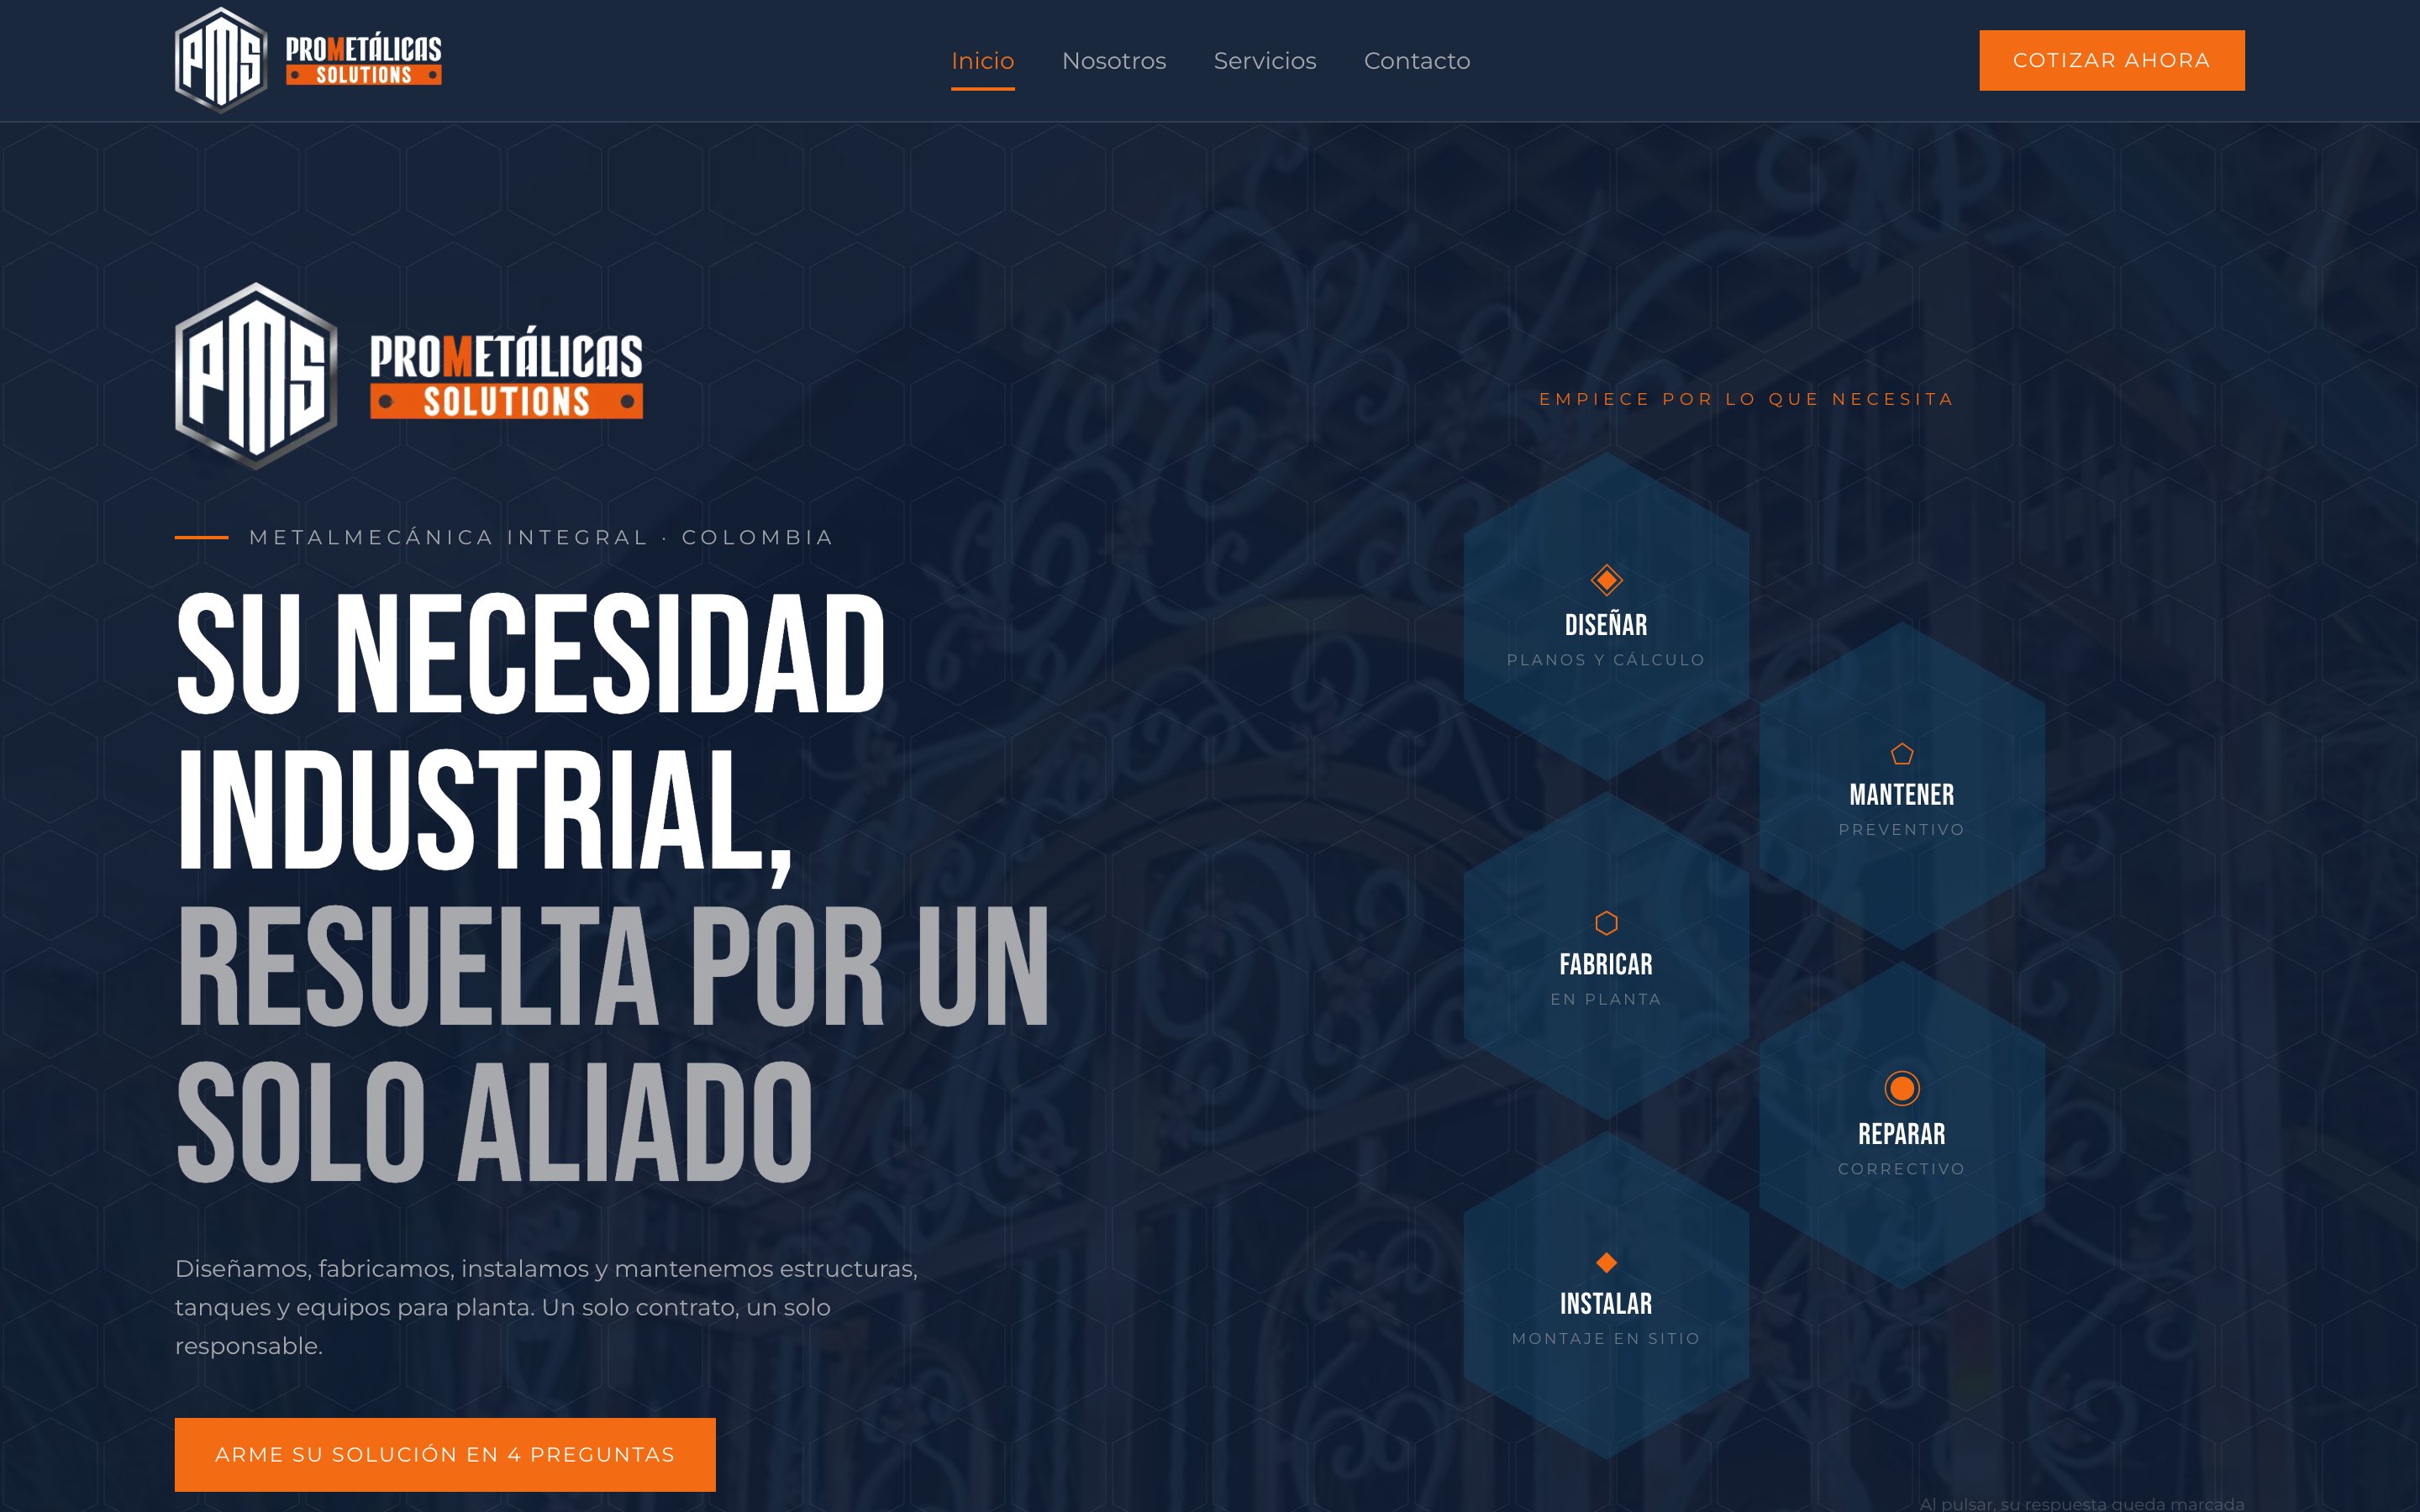 PMS PROMETÁLICAS
SOLUTIONS
Inicio Nosotros Servicios Contacto
COTIZAR AHORA
PMS PROMETÁLICAS
SOLUTIONS
METALMECÁNICA INTEGRAL · COLOMBIA
SU NECESIDAD
INDUSTRIAL,
RESUELTA POR UN
SOLO ALIADO
Diseñamos, fabricamos, instalamos y mantenemos estructuras,
tanques y equipos para planta. Un solo contrato, un solo
responsable.
ARME SU SOLUCIÓN EN 4 PREGUNTAS
EMPIECE POR LO QUE NECESITA
DISEÑAR
PLANOS Y CÁLCULO
MANTENER
PREVENTIVO
FABRICAR
EN PLANTA
REPARAR
CORRECTIVO
INSTALAR
MONTAJE EN SITIO
Al pulsar, su respuesta queda marcada